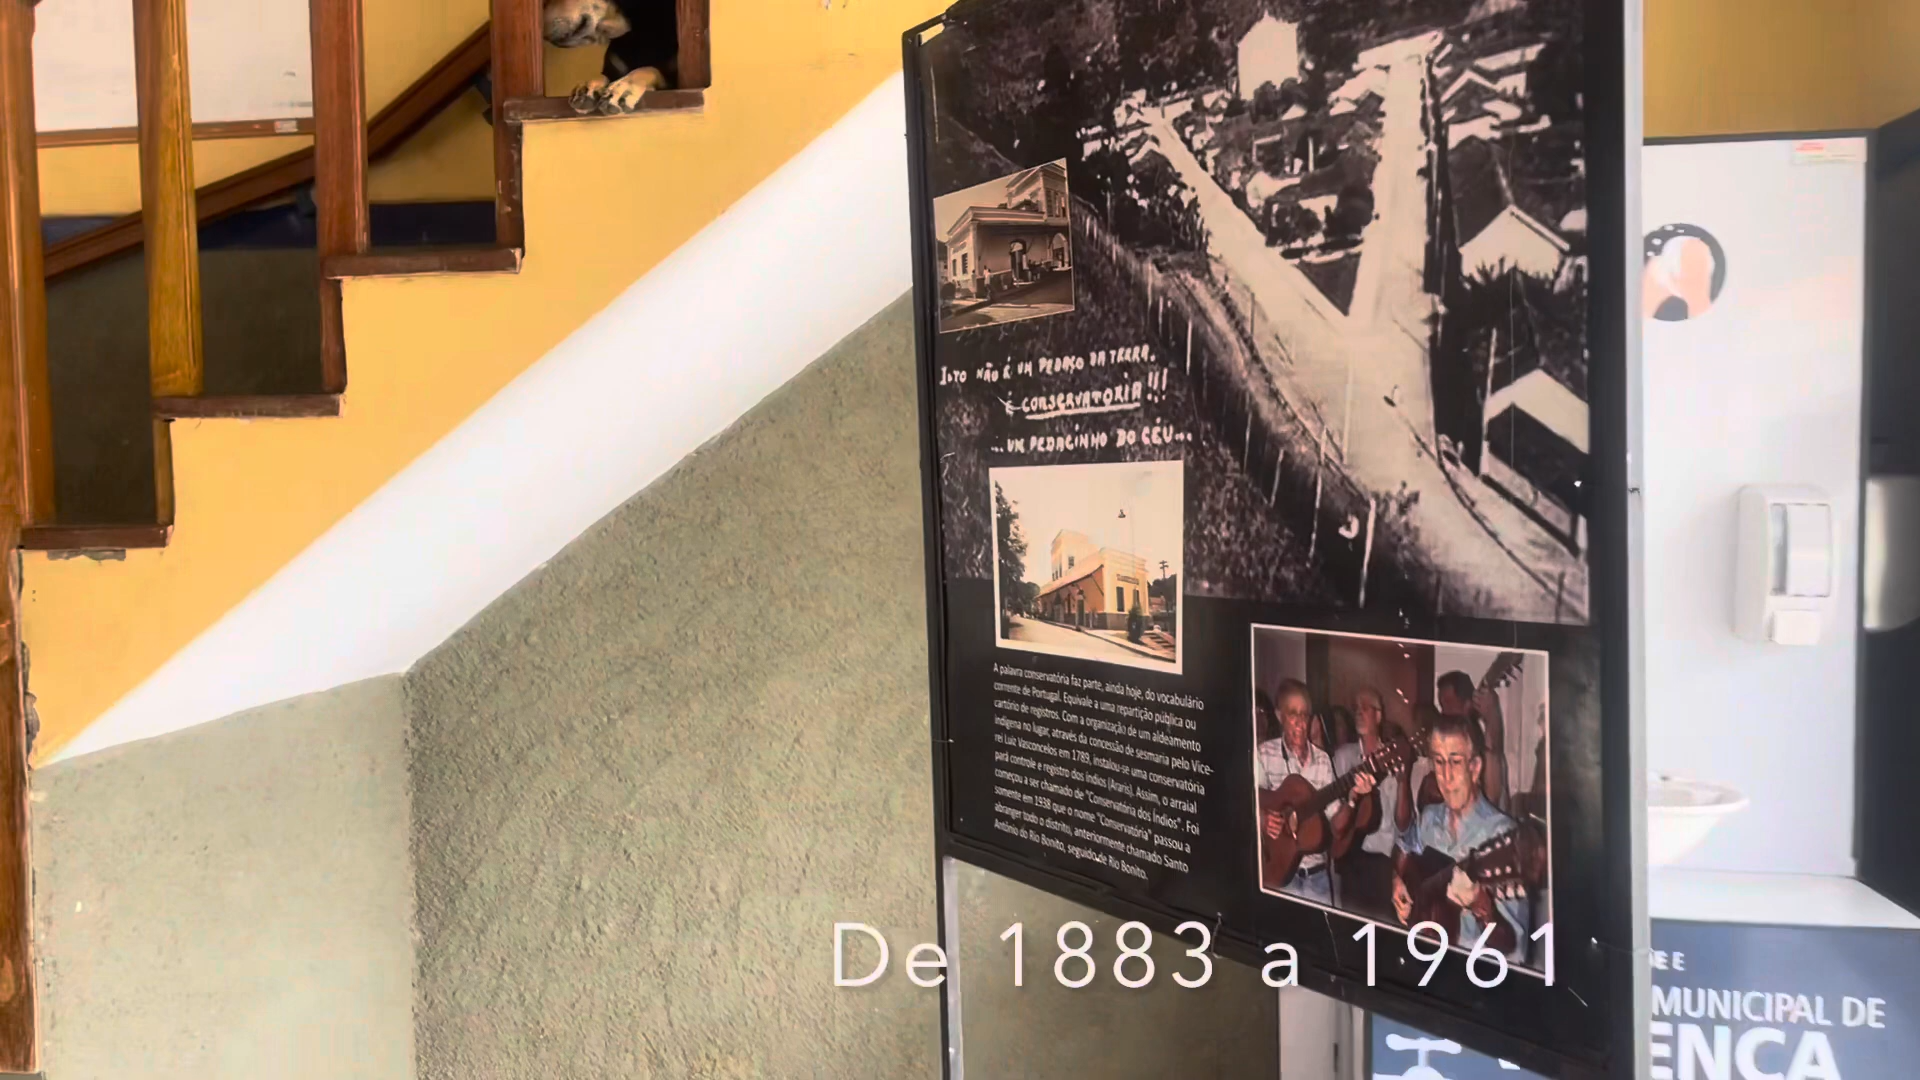 ISTO NÃO É UM PEDAÇO DA TERRA.
É CONSERVATORIA!!!
...UM PEDACINHO DO CÉU...
A palavra conservatória faz parte, ainda hoje, do vocabulário
corrente de Portugal. Equivale a uma repartição pública ou
cartório de registros. Com a organização de um aldeamento
indígena no lugar, através da concessão de sesmaria pelo Vice-
rei Luiz Vasconcelos em 1789, instalou-se uma conservatória
pará controle e registro dos índios (Araris). Assim, o arraial
começou a ser chamado de "Conservatória dos Índios". Foi
somente em 1938 que o nome "Conservatória" passou a
abranger todo o distrito, anteriormente chamado Santo
Antônio do Rio Bonito, seguido de Rio Bonito.
De 1883 a 1961
DE E
MUNICIPAL DE
ENÇA